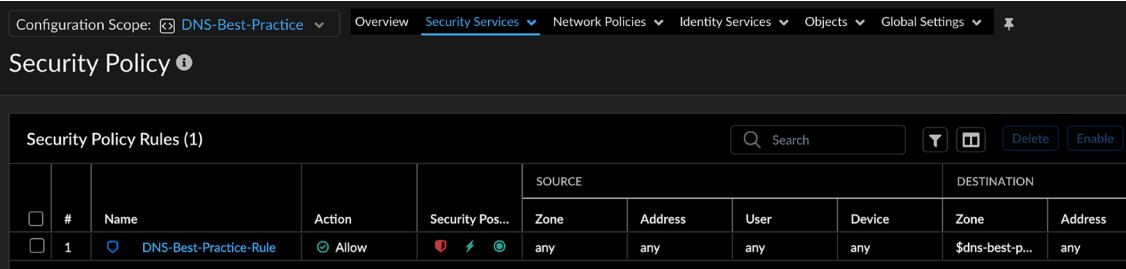 Configuration Scope: DNS-Best-Practice Overview Security Services Network Policies Identity Services Objects Global Settings
Security Policy
Security Policy Rules (1) Search Delete Enable
SOURCE DESTINATION
# Name Action Security Pos... Zone Address User Device Zone Address
1 DNS-Best-Practice-Rule Allow any any any any $dns-best-p... any